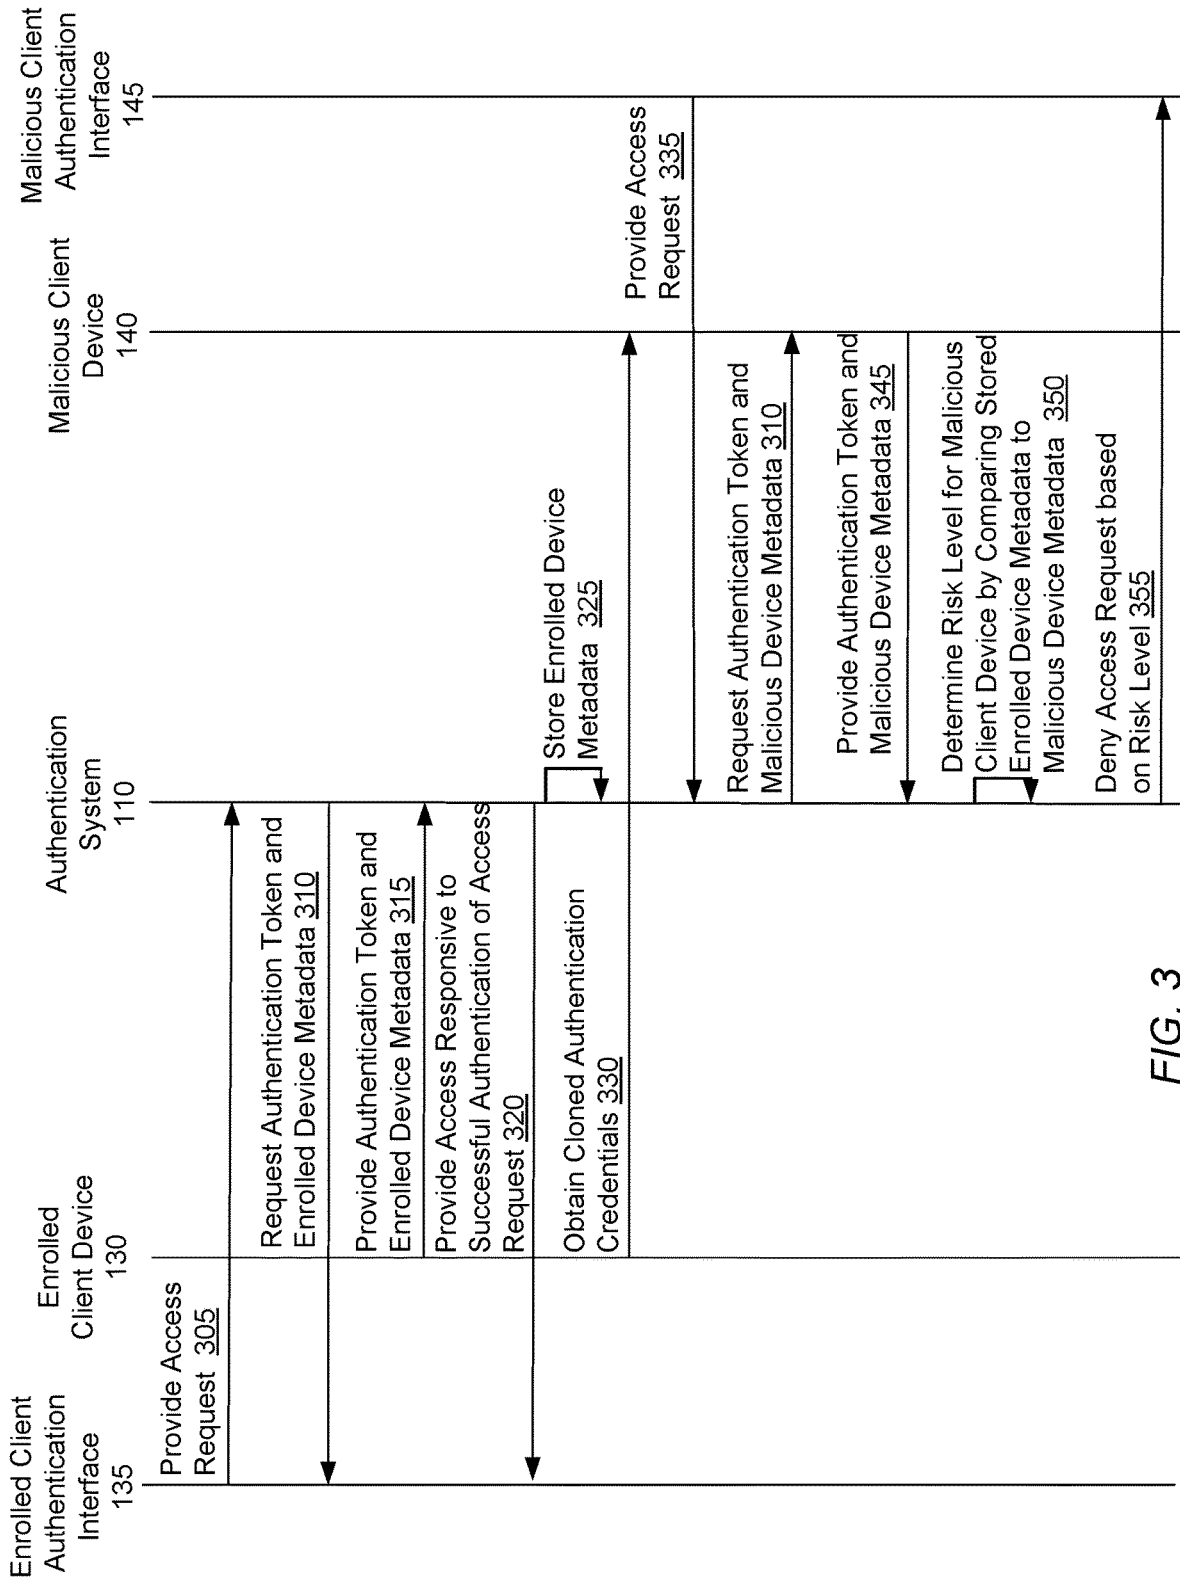 Enrolled Client
Authentication
Interface
135
Enrolled
Client Device
130
Authentication
System
110
Malicious Client
Device
140
Malicious Client
Authentication
Interface
145
Provide Access
Request 305
Request Authentication Token and
Enrolled Device Metadata 310
Provide Authentication Token and
Enrolled Device Metadata 315
Provide Access Responsive to
Successful Authentication of Access
Request 320
Store Enrolled Device
Metadata 325
Obtain Cloned Authentication
Credentials 330
Provide Access
Request 335
Request Authentication Token and
Malicious Device Metadata 310
Provide Authentication Token and
Malicious Device Metadata 345
Determine Risk Level for Malicious
Client Device by Comparing Stored
Enrolled Device Metadata to
Malicious Device Metadata 350
Deny Access Request based
on Risk Level 355
FIG. 3